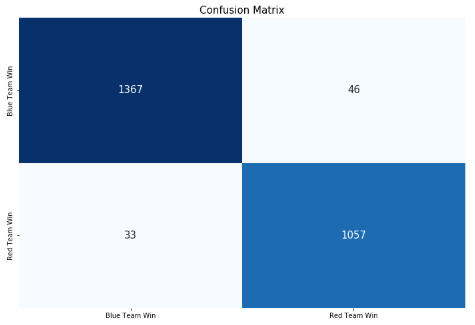 Confusion Matrix
Blue Team Win
1367
46
Red Team Win
33
1057
Blue Team Win
Red Team Win